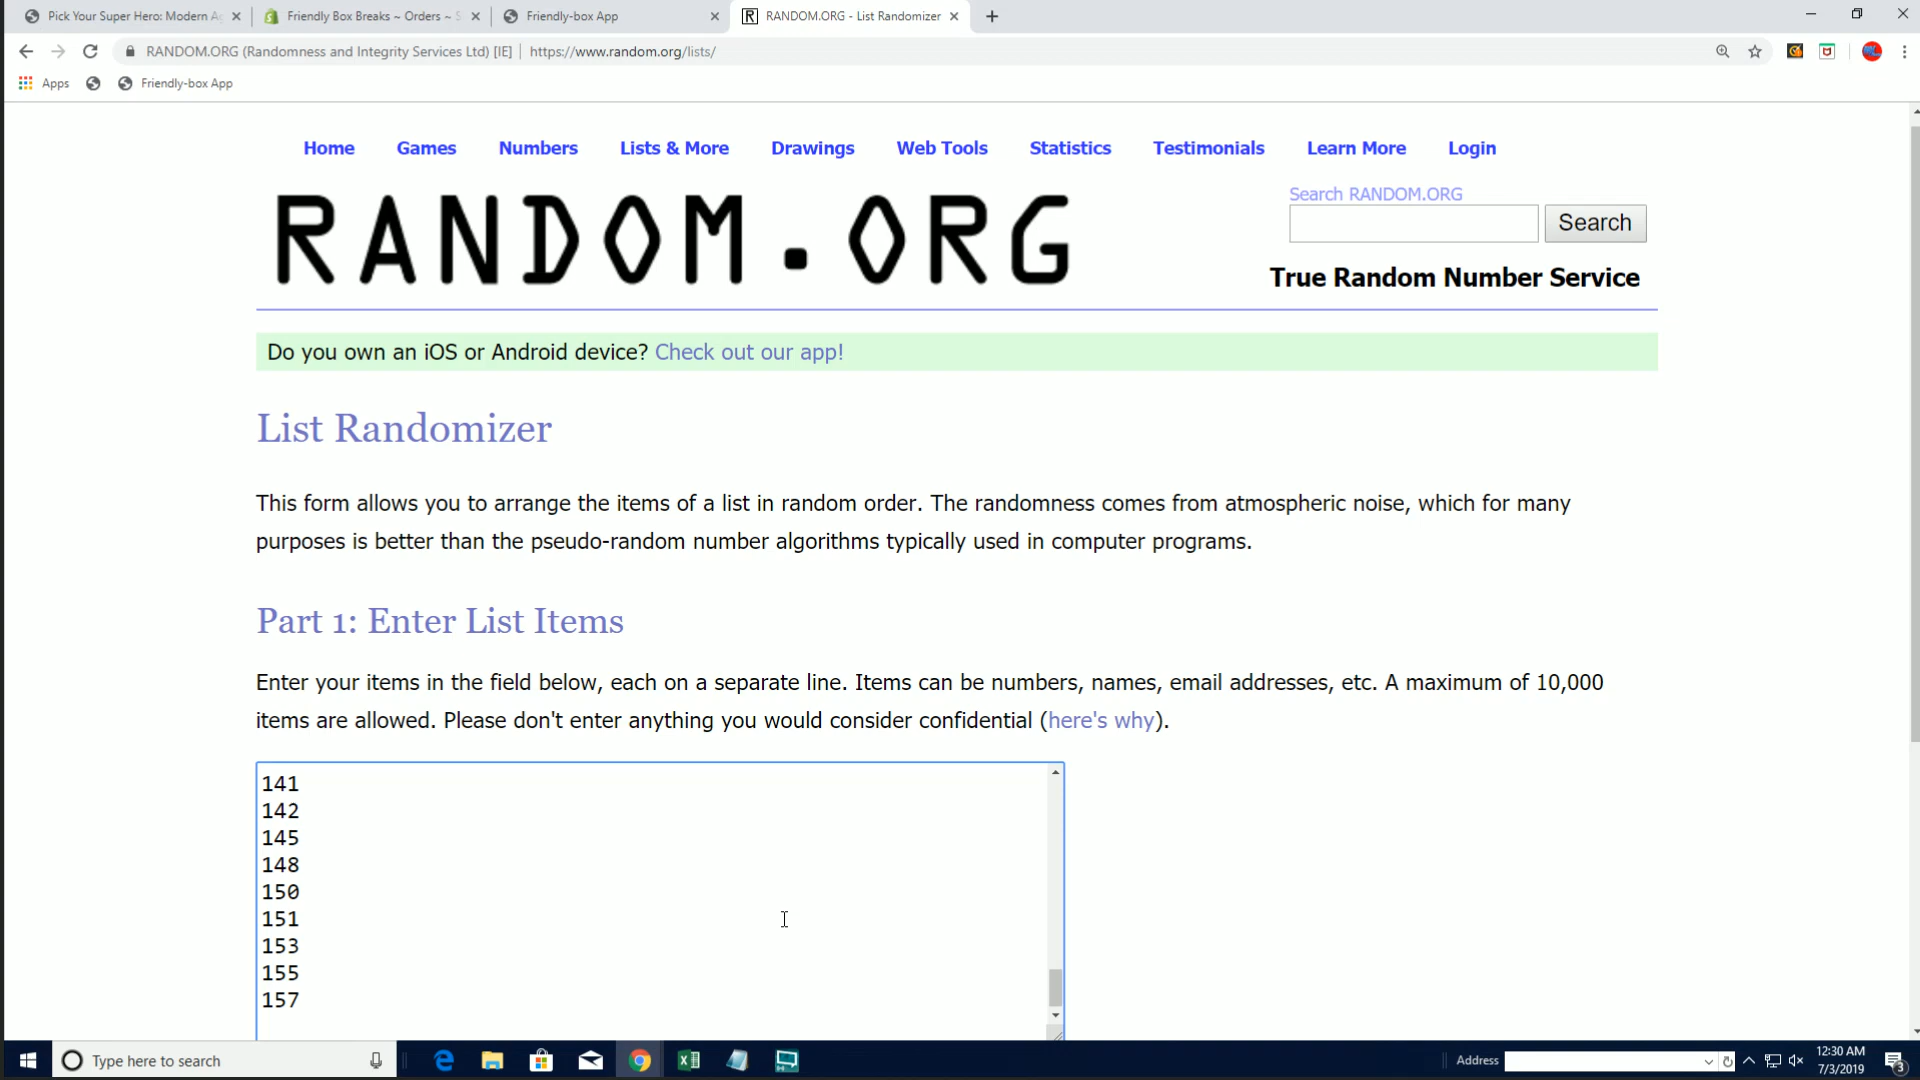 Pick Your Super Hero: Modern A
Friendly Box Breaks ~ Orders ~ S
Friendly-box App
RANDOM.ORG - List Randomizer
RANDOM.ORG (Randomness and Integrity Services Ltd) [IE] | https://www.random.org/lists/
Apps
Friendly-box App
Home Games Numbers Lists & More Drawings Web Tools Statistics Testimonials Learn More Login
RANDOM.ORG
Search RANDOM.ORG
Search
True Random Number Service
Do you own an iOS or Android device? Check out our app!
List Randomizer
This form allows you to arrange the items of a list in random order. The randomness comes from atmospheric noise, which for many
purposes is better than the pseudo-random number algorithms typically used in computer programs.
Part 1: Enter List Items
Enter your items in the field below, each on a separate line. Items can be numbers, names, email addresses, etc. A maximum of 10,000
items are allowed. Please don't enter anything you would consider confidential (here's why).
141
142
145
148
150
151
153
155
157
Type here to search
Address
12:30 AM
7/3/2019
3